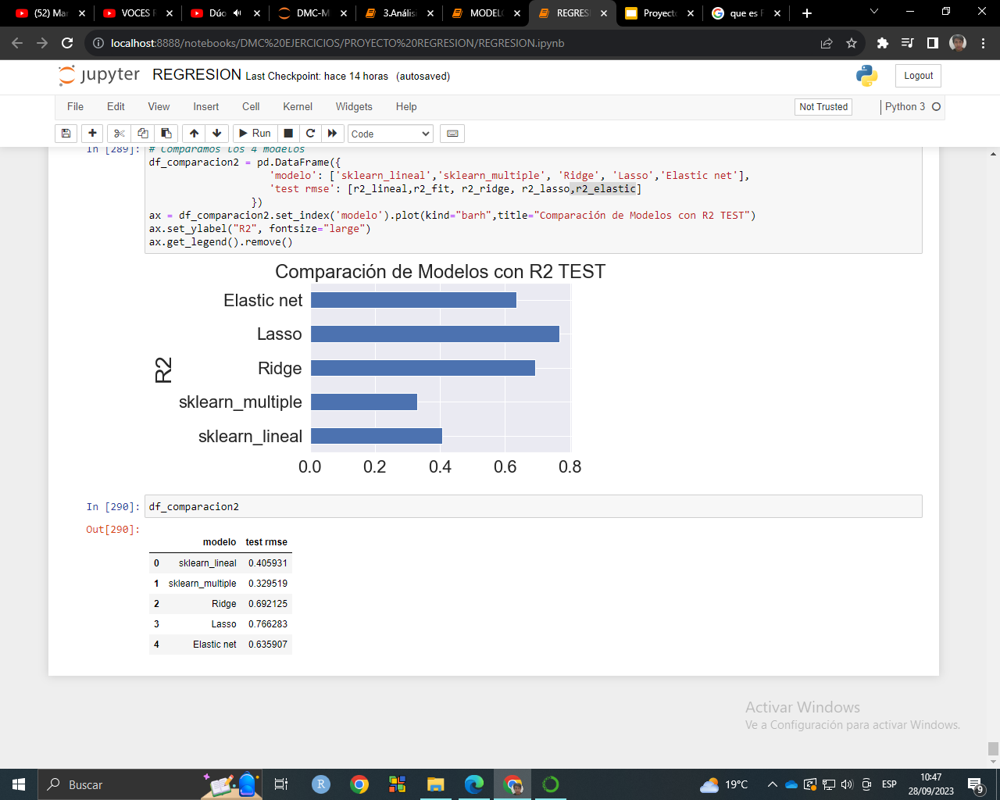 (52) Mar
VOCES F
Dúo
DMC-M
3.Anális
MODELO
REGRES
Proyecto
que es F
localhost:8888/notebooks/DMC%20EJERCICIOS/PROYECTO%20REGRESION/REGRESION.ipynb
jupyter REGRESION Last Checkpoint: hace 14 horas (autosaved)
Logout
File Edit View Insert Cell Kernel Widgets Help
Not Trusted
Python 3
Run
Code
In [289]: # Comparamos los 4 modelos
df_comparacion2 = pd.DataFrame({
'modelo': ['sklearn_lineal','sklearn_multiple', 'Ridge', 'Lasso','Elastic net'],
'test rmse': [r2_lineal,r2_fit, r2_ridge, r2_lasso,r2_elastic]
})
ax = df_comparacion2.set_index('modelo').plot(kind="barh",title="Comparación de Modelos con R2 TEST")
ax.set_ylabel("R2", fontsize="large")
ax.get_legend().remove()
Comparación de Modelos con R2 TEST
Elastic net
Lasso
Ridge
sklearn_multiple
sklearn_lineal
R2
0.0 0.2 0.4 0.6 0.8
In [290]: df_comparacion2
Out[290]:
modelo test rmse
0 sklearn_lineal 0.405931
1 sklearn_multiple 0.329519
2 Ridge 0.692125
3 Lasso 0.766283
4 Elastic net 0.635907
Activar Windows
Ve a Configuración para activar Windows.
Buscar
R
19°C
ESP
10:47
28/09/2023
9